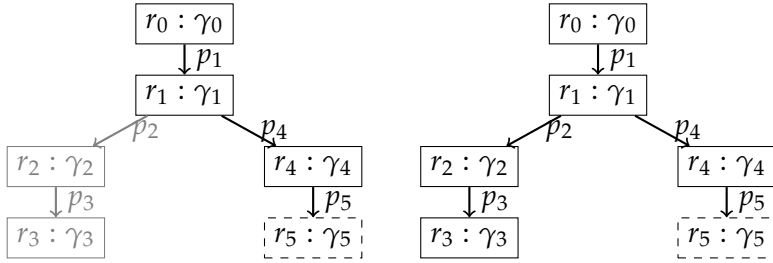 r₀ : γ₀ r₀ : γ₀
p₁ p₁
r₁ : γ₁ r₁ : γ₁
p₂ p₄ p₂ p₄
r₂ : γ₂ r₄ : γ₄ r₂ : γ₂ r₄ : γ₄
p₃ p₅ p₃ p₅
r₃ : γ₃ r₅ : γ₅ r₃ : γ₃ r₅ : γ₅